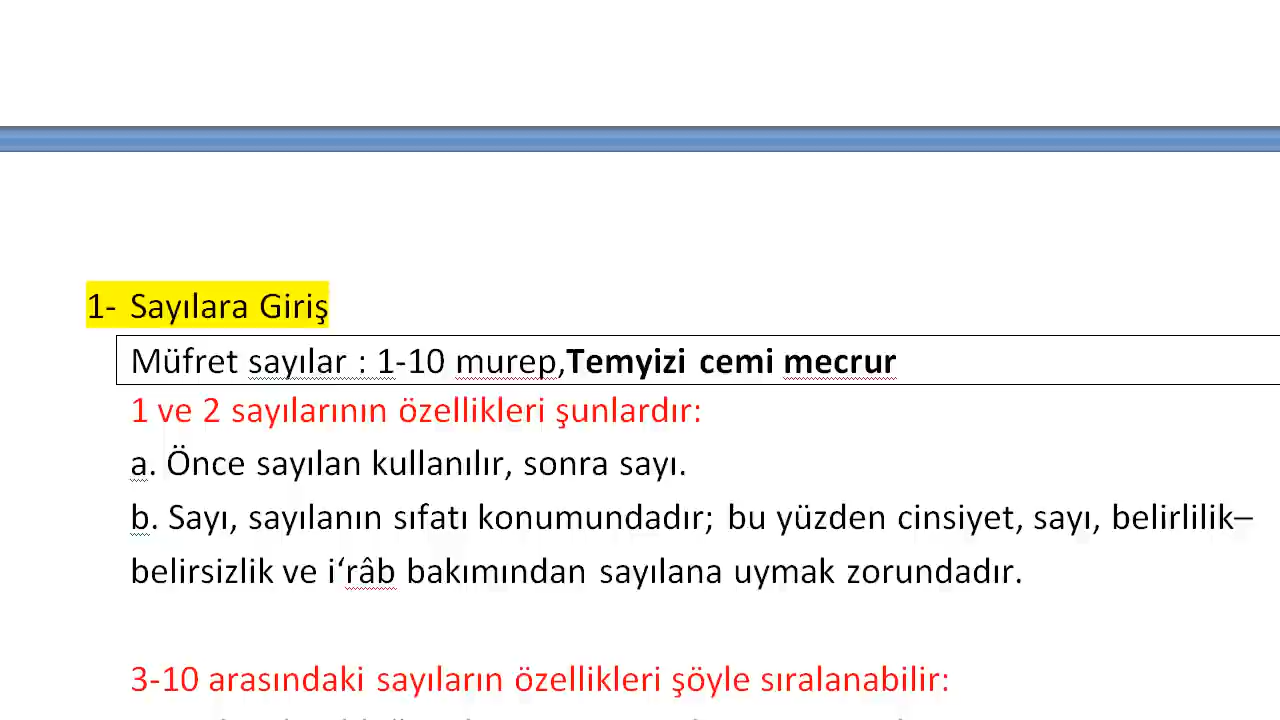 1- Sayılara Giriş
Müfret sayılar : 1-10 murep,Temyizi cemi mecrur
1 ve 2 sayılarının özellikleri şunlardır:
a. Önce sayılan kullanılır, sonra sayı.
b. Sayı, sayılanın sıfatı konumundadır; bu yüzden cinsiyet, sayı, belirlilik–
belirsizlik ve i‘râb bakımından sayılana uymak zorundadır.
3-10 arasındaki sayıların özellikleri şöyle sıralanabilir: